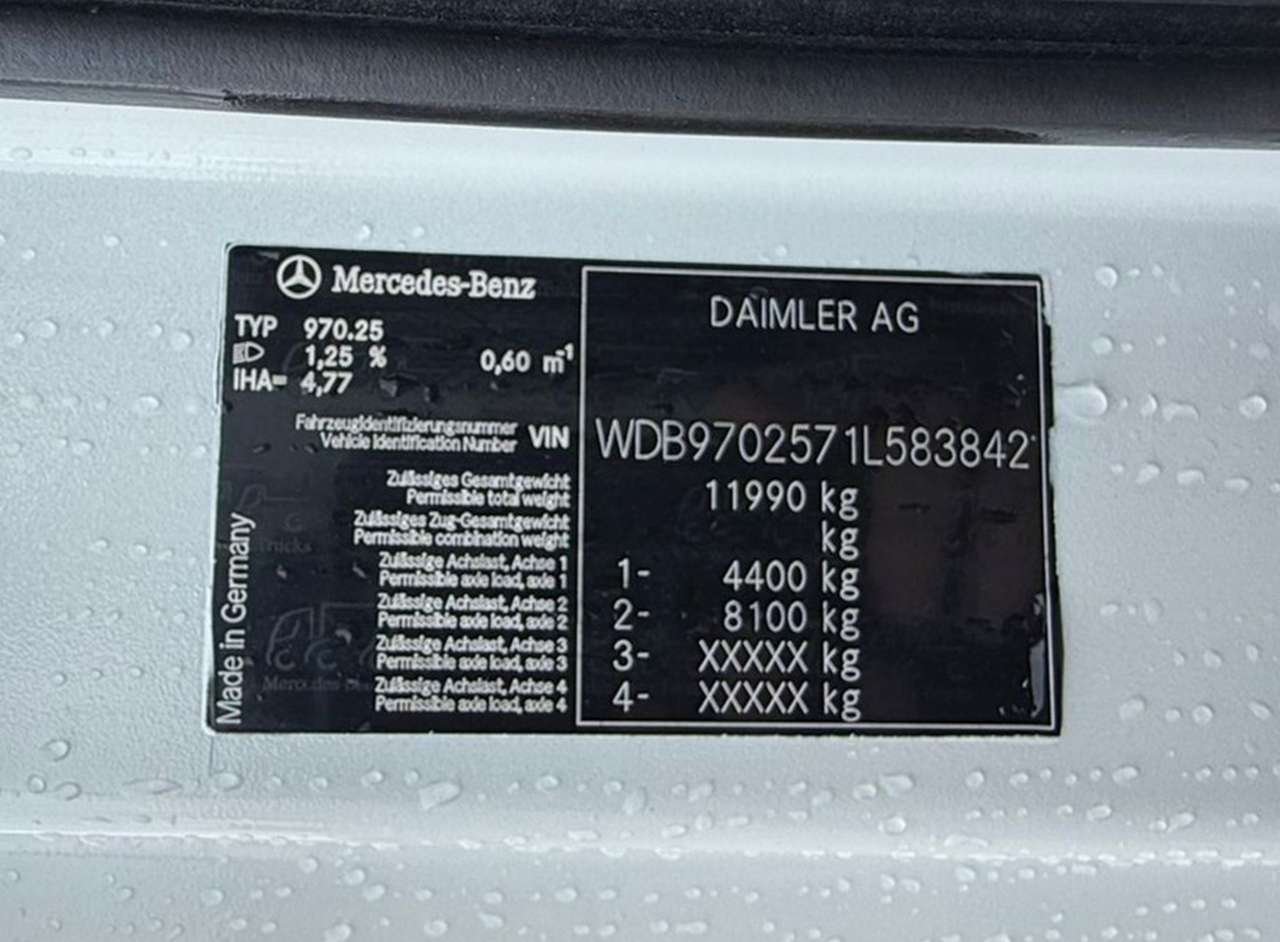 Mercedes-Benz
TYP 970.25
1,25 % 0,60 m⁻¹
IHA= 4,77
DAIMLER AG
Fahrzeugidentifizierungsnummer
Vehicle Identification Number
VIN WDB9702571L583842
Zulässiges Gesamtgewicht
Permissible total weight
11990 kg
Zulässiges Zug-Gesamtgewicht
Permissible combination weight
kg
Zulässige Achslast, Achse 1
Permissible axle load, axle 1
1- 4400 kg
Zulässige Achslast, Achse 2
Permissible axle load, axle 2
2- 8100 kg
Zulässige Achslast, Achse 3
Permissible axle load, axle 3
3- XXXXX kg
Zulässige Achslast, Achse 4
Permissible axle load, axle 4
4- XXXXX kg
Made in Germany